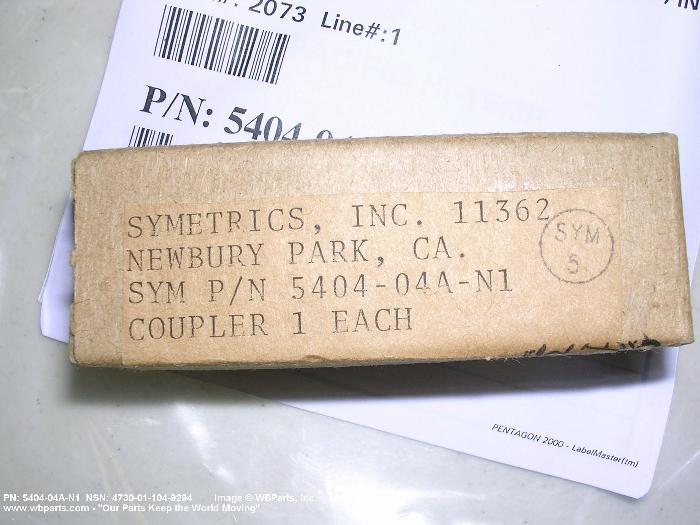 2073 Line#:1
P/N: 5404-04
SYMETRICS, INC. 11362
NEWBURY PARK, CA.
SYM P/N 5404-04A-N1
COUPLER 1 EACH
SYM
5
PENTAGON 2000 - LabelMaster(tm)
PN: 5404-04A-N1 NSN: 4730-01-104-9294 Image © WBParts, Inc.
www.wbparts.com - "Our Parts Keep the World Moving"